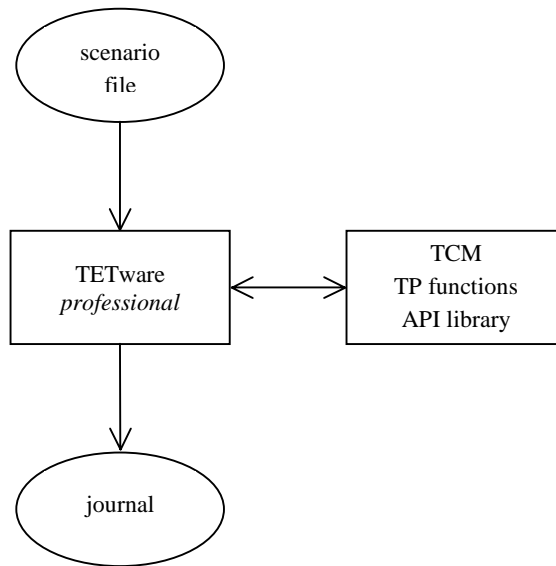 scenario
file
TETware
professional
TCM
TP functions
API library
journal